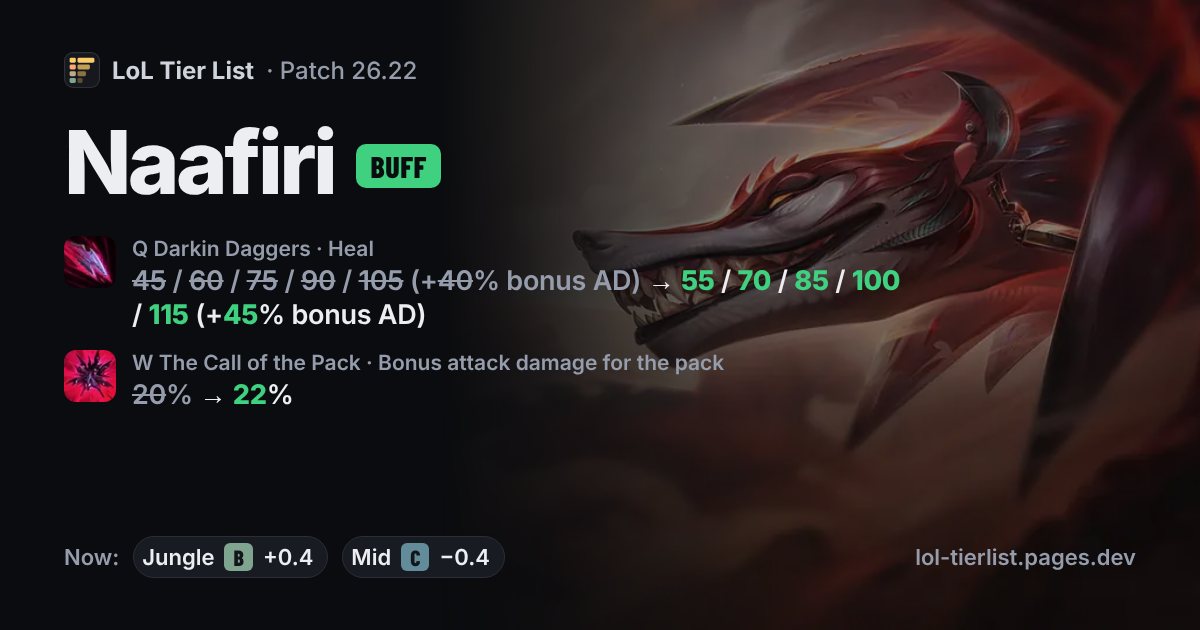 LoL Tier List · Patch 26.22
Naafiri BUFF
Q Darkin Daggers · Heal
45 / 60 / 75 / 90 / 105 (+40% bonus AD) → 55 / 70 / 85 / 100
/ 115 (+45% bonus AD)
W The Call of the Pack · Bonus attack damage for the pack
20% → 22%
Now: Jungle B +0.4 Mid C −0.4
lol-tierlist.pages.dev